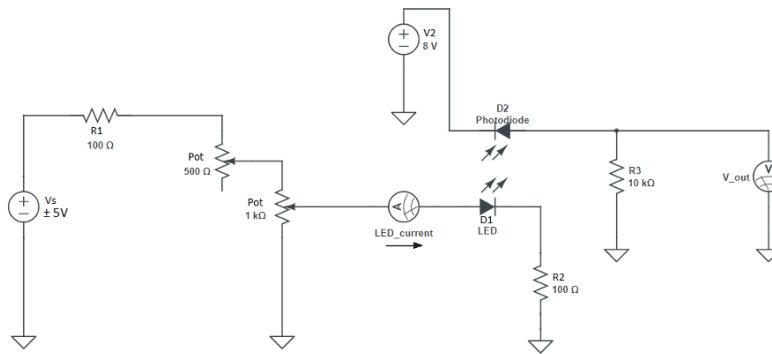 V2
8 V
D2
Photodiode
R1
100 Ω
Pot
500 Ω
R3
10 kΩ
V
V_out
Vs
± 5V
Pot
1 kΩ
A
LED_current
D1
LED
R2
100 Ω